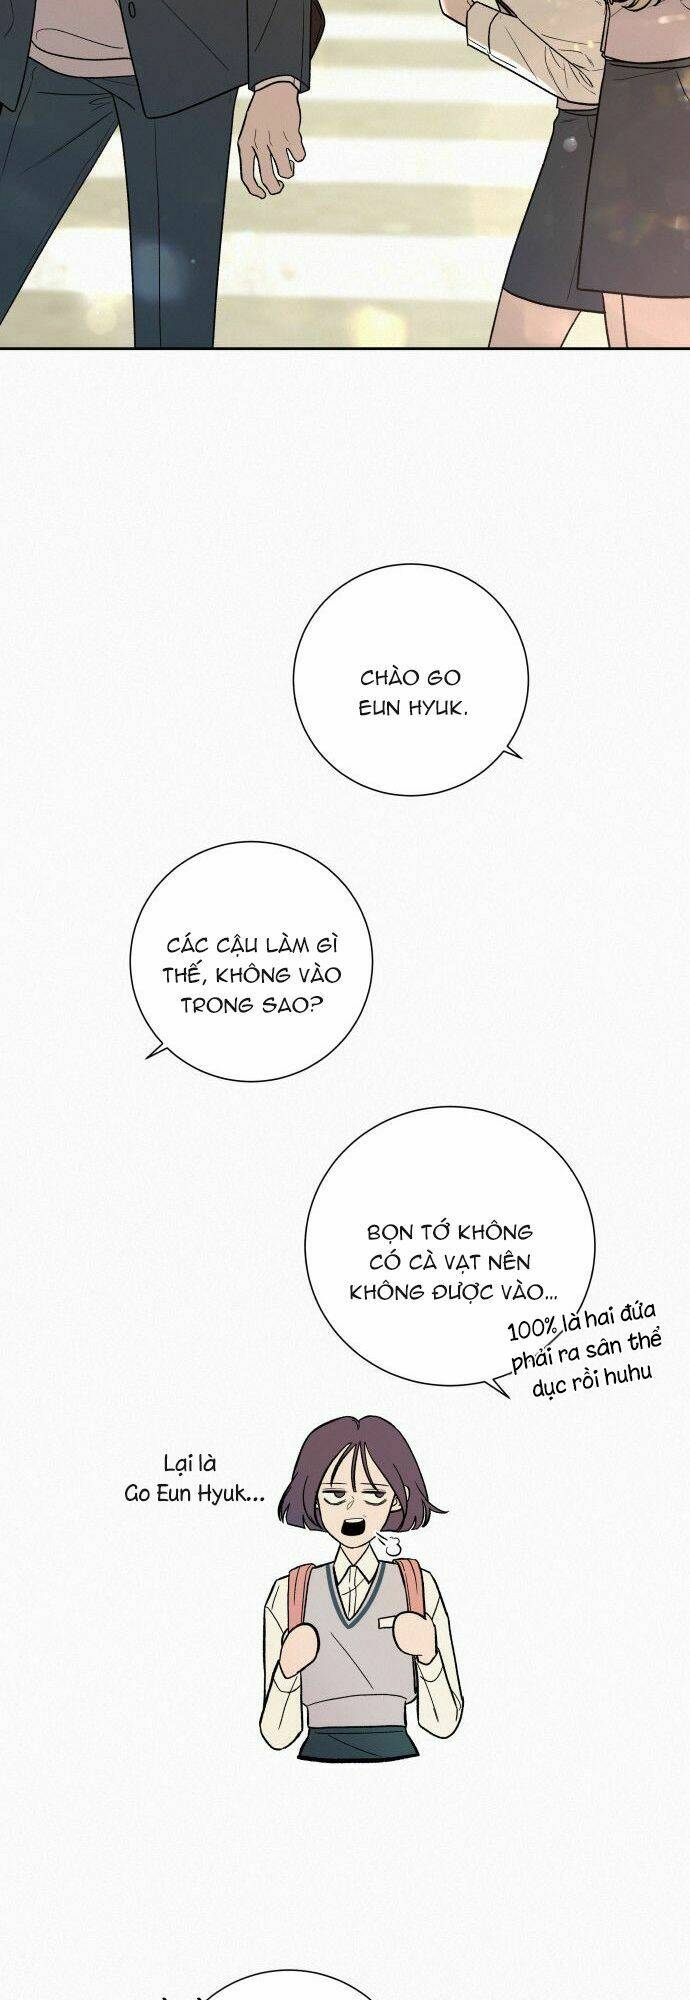 CHÀO GO
EUN HYUK.
CÁC CẬU LÀM GÌ
THẾ, KHÔNG VÀO
TRONG SAO?
BỌN TỚ KHÔNG
CÓ CÀ VẠT NÊN
KHÔNG ĐƯỢC VÀO...
100% là hai đứa
phải ra sân thể
dục rồi huhu
Lại là
Go Eun Hyuk...